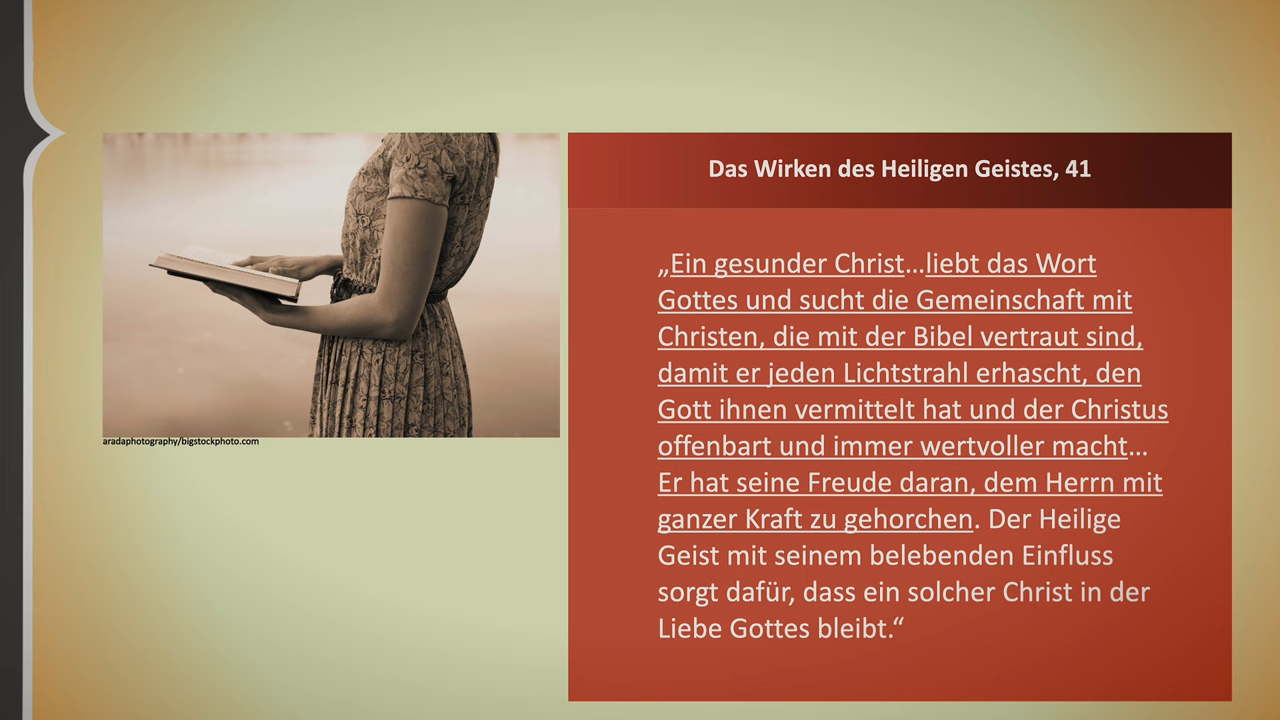 Das Wirken des Heiligen Geistes, 41
„Ein gesunder Christ…liebt das Wort
Gottes und sucht die Gemeinschaft mit
Christen, die mit der Bibel vertraut sind,
damit er jeden Lichtstrahl erhascht, den
Gott ihnen vermittelt hat und der Christus
offenbart und immer wertvoller macht…
Er hat seine Freude daran, dem Herrn mit
ganzer Kraft zu gehorchen. Der Heilige
Geist mit seinem belebenden Einfluss
sorgt dafür, dass ein solcher Christ in der
Liebe Gottes bleibt.“
aradaphotography/bigstockphoto.com